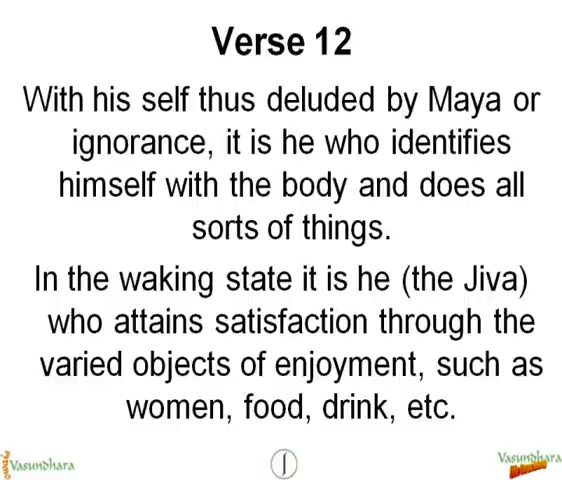 Verse 12
With his self thus deluded by Maya or
ignorance, it is he who identifies
himself with the body and does all
sorts of things.
In the waking state it is he (the Jiva)
who attains satisfaction through the
varied objects of enjoyment, such as
women, food, drink, etc.
Vasundhara
Vasundhara